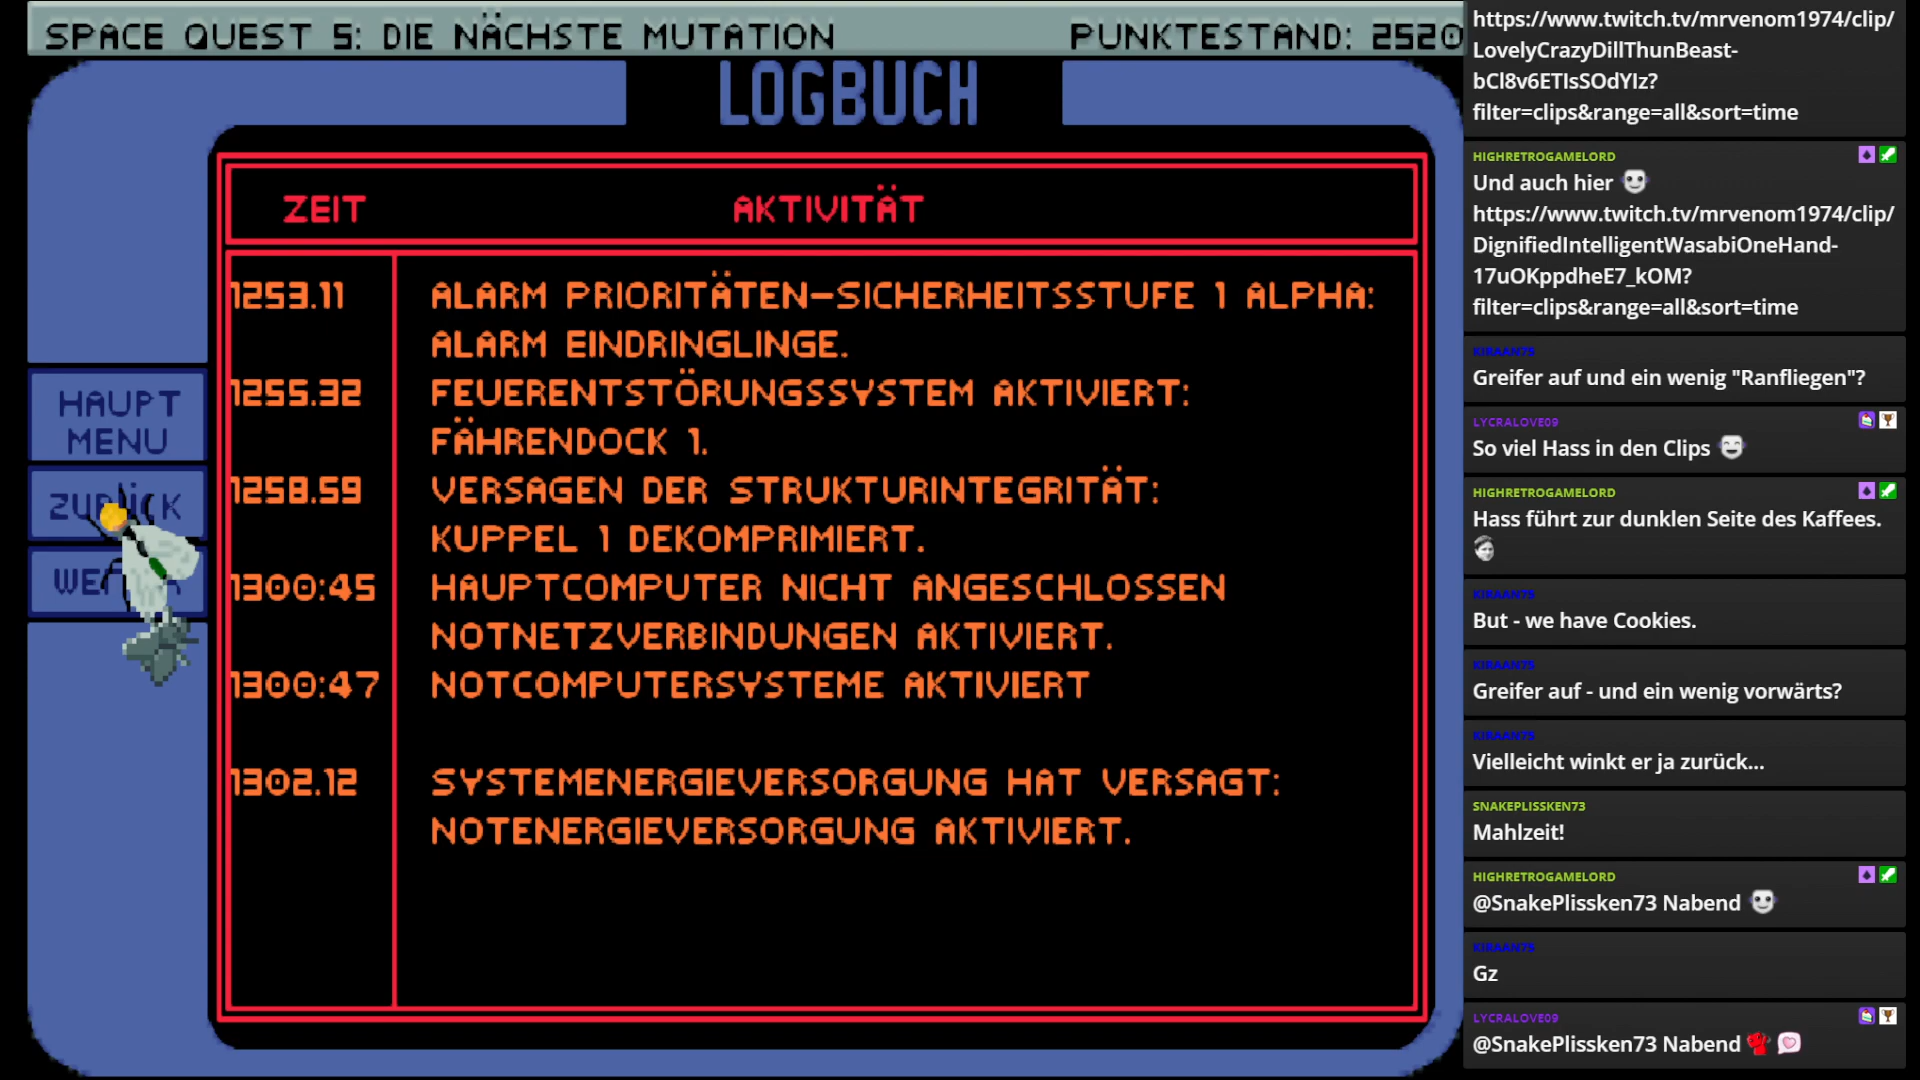 SPACE QUEST 5: DIE NÄCHSTE MUTATION
PUNKTESTAND: 2520
LOGBUCH
ZEIT
AKTIVITÄT
1253.11
ALARM PRIORITÄTEN-SICHERHEITSSTUFE 1 ALPHA:
ALARM EINDRINGLINGE.
1255.32
FEUERENTSTÖRUNGSSYSTEM AKTIVIERT:
FÄHRENDOCK 1.
1258.59
VERSAGEN DER STRUKTURINTEGRITÄT:
KUPPEL 1 DEKOMPRIMIERT.
1300:45
HAUPTCOMPUTER NICHT ANGESCHLOSSEN
NOTNETZVERBINDUNGEN AKTIVIERT.
1300:47
NOTCOMPUTERSYSTEME AKTIVIERT
1302.12
SYSTEMENERGIEVERSORGUNG HAT VERSAGT:
NOTENERGIEVERSORGUNG AKTIVIERT.
HAUPT
MENU
ZURÜCK
https://www.twitch.tv/mrvenom1974/clip/
LovelyCrazyDillThunBeast-
bCl8v6ETIsSOdYIz?
filter=clips&range=all&sort=time
HIGHRETROGAMELORD
Und auch hier
https://www.twitch.tv/mrvenom1974/clip/
DignifiedIntelligentWasabiOneHand-
17uOKppdheE7_kOM?
filter=clips&range=all&sort=time
KIRAAN75
Greifer auf und ein wenig "Ranfliegen"?
LYCRALOVE09
So viel Hass in den Clips
HIGHRETROGAMELORD
Hass führt zur dunklen Seite des Kaffees.
KIRAAN75
But - we have Cookies.
KIRAAN75
Greifer auf - und ein wenig vorwärts?
KIRAAN75
Vielleicht winkt er ja zurück...
SNAKEPLISSKEN73
Mahlzeit!
HIGHRETROGAMELORD
@SnakePlissken73 Nabend
KIRAAN75
Gz
LYCRALOVE09
@SnakePlissken73 Nabend